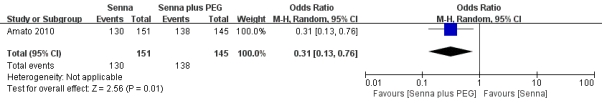 Senna Senna plus PEG Odds Ratio Odds Ratio
Study or Subgroup Events Total Events Total Weight M-H, Random, 95% CI M-H, Random, 95% CI
Amato 2010 130 151 138 145 100.0% 0.31 [0.13, 0.76]
Total (95% CI) 151 145 100.0% 0.31 [0.13, 0.76]
Total events 130 138
Heterogeneity: Not applicable
Test for overall effect: Z = 2.56 (P = 0.01)
0.01 0.1 1 10 100
Favours [Senna plus PEG] Favours [Senna]